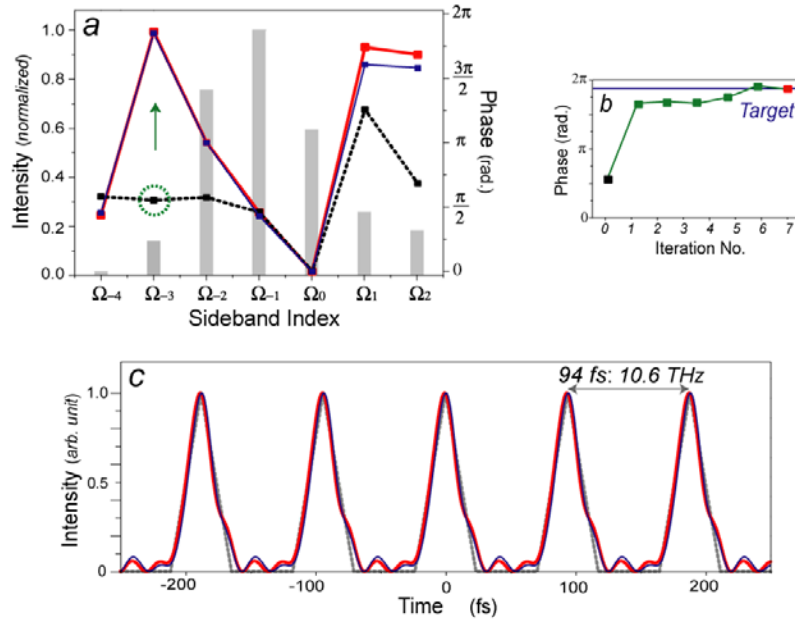 a
Intensity (normalized)
1.0
0.8
0.6
0.4
0.2
0.0
2π
3π
2
π
π
2
0
Phase (rad.)
Ω−4 Ω−3 Ω−2 Ω−1 Ω0 Ω1 Ω2
Sideband Index
b
Phase (rad.)
2π
π
0
Target
0 1 2 3 4 5 6 7
Iteration No.
c
94 fs: 10.6 THz
Intensity (arb. unit)
1.0
0.5
0
-200 -100 0 100 200
Time (fs)